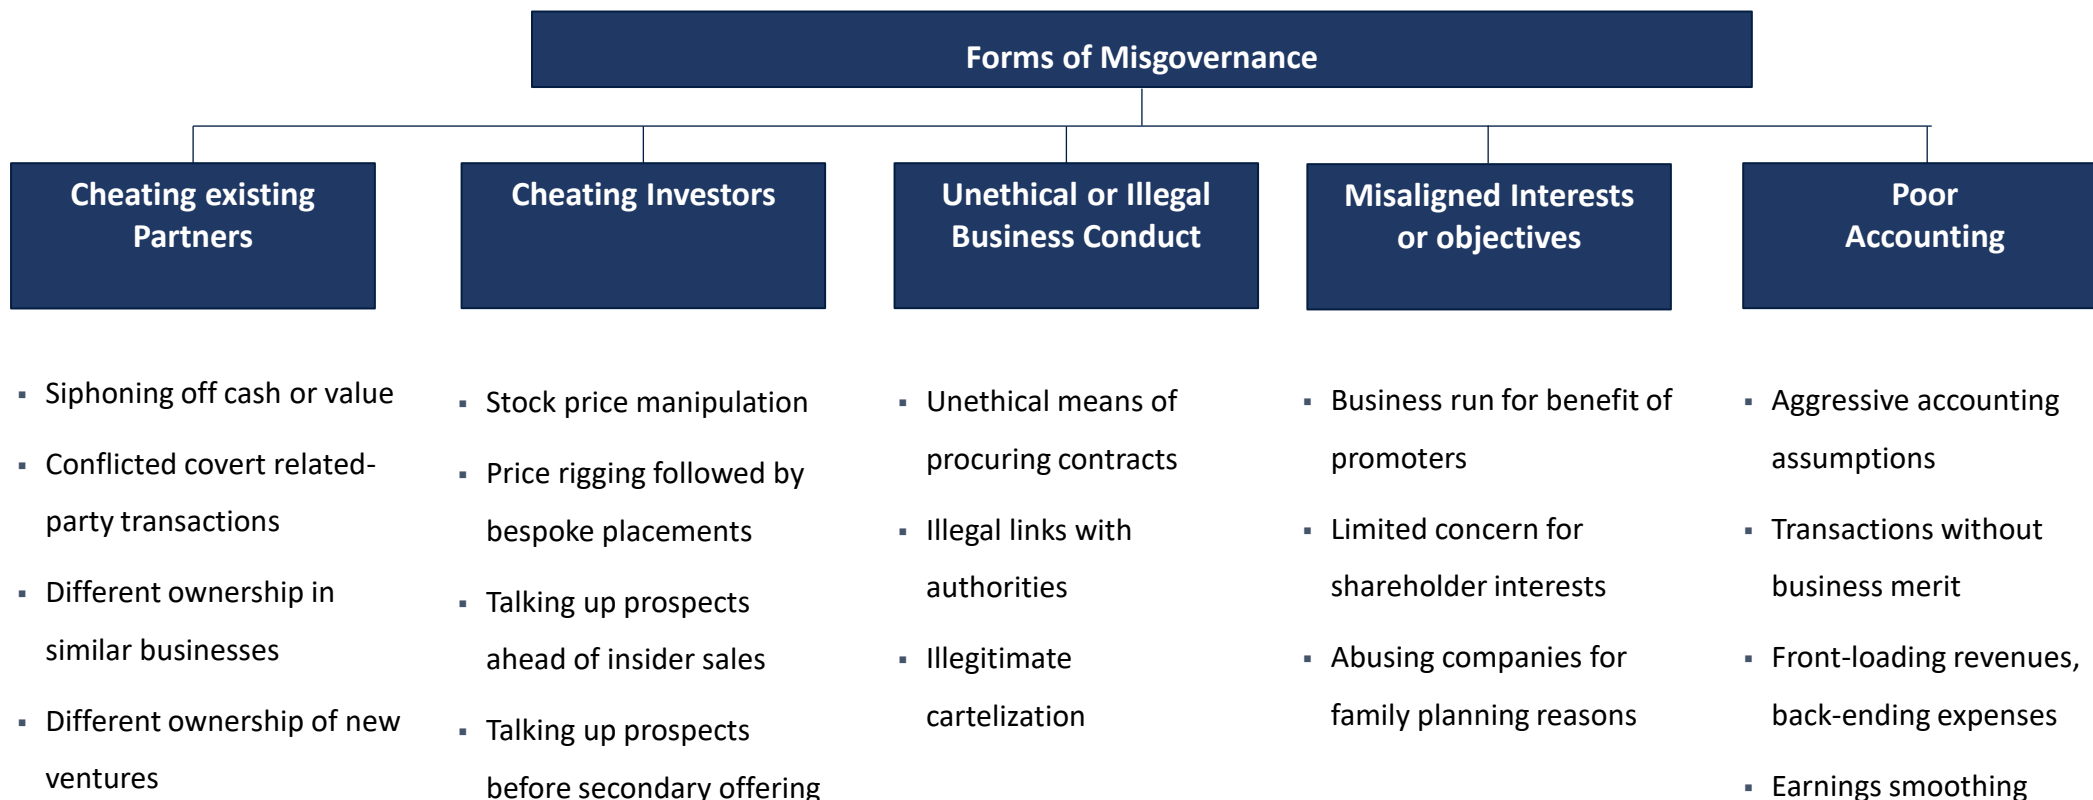 Forms of Misgovernance
Cheating existing
Partners
Cheating Investors
Unethical or Illegal
Business Conduct
Misaligned Interests
or objectives
Poor
Accounting
▪ Siphoning off cash or value
▪ Conflicted covert related-
party transactions
▪ Different ownership in
similar businesses
▪ Different ownership of new
ventures
▪ Stock price manipulation
▪ Price rigging followed by
bespoke placements
▪ Talking up prospects
ahead of insider sales
▪ Talking up prospects
before secondary offering
▪ Unethical means of
procuring contracts
▪ Illegal links with
authorities
▪ Illegitimate
cartelization
▪ Business run for benefit of
promoters
▪ Limited concern for
shareholder interests
▪ Abusing companies for
family planning reasons
▪ Aggressive accounting
assumptions
▪ Transactions without
business merit
▪ Front-loading revenues,
back-ending expenses
▪ Earnings smoothing